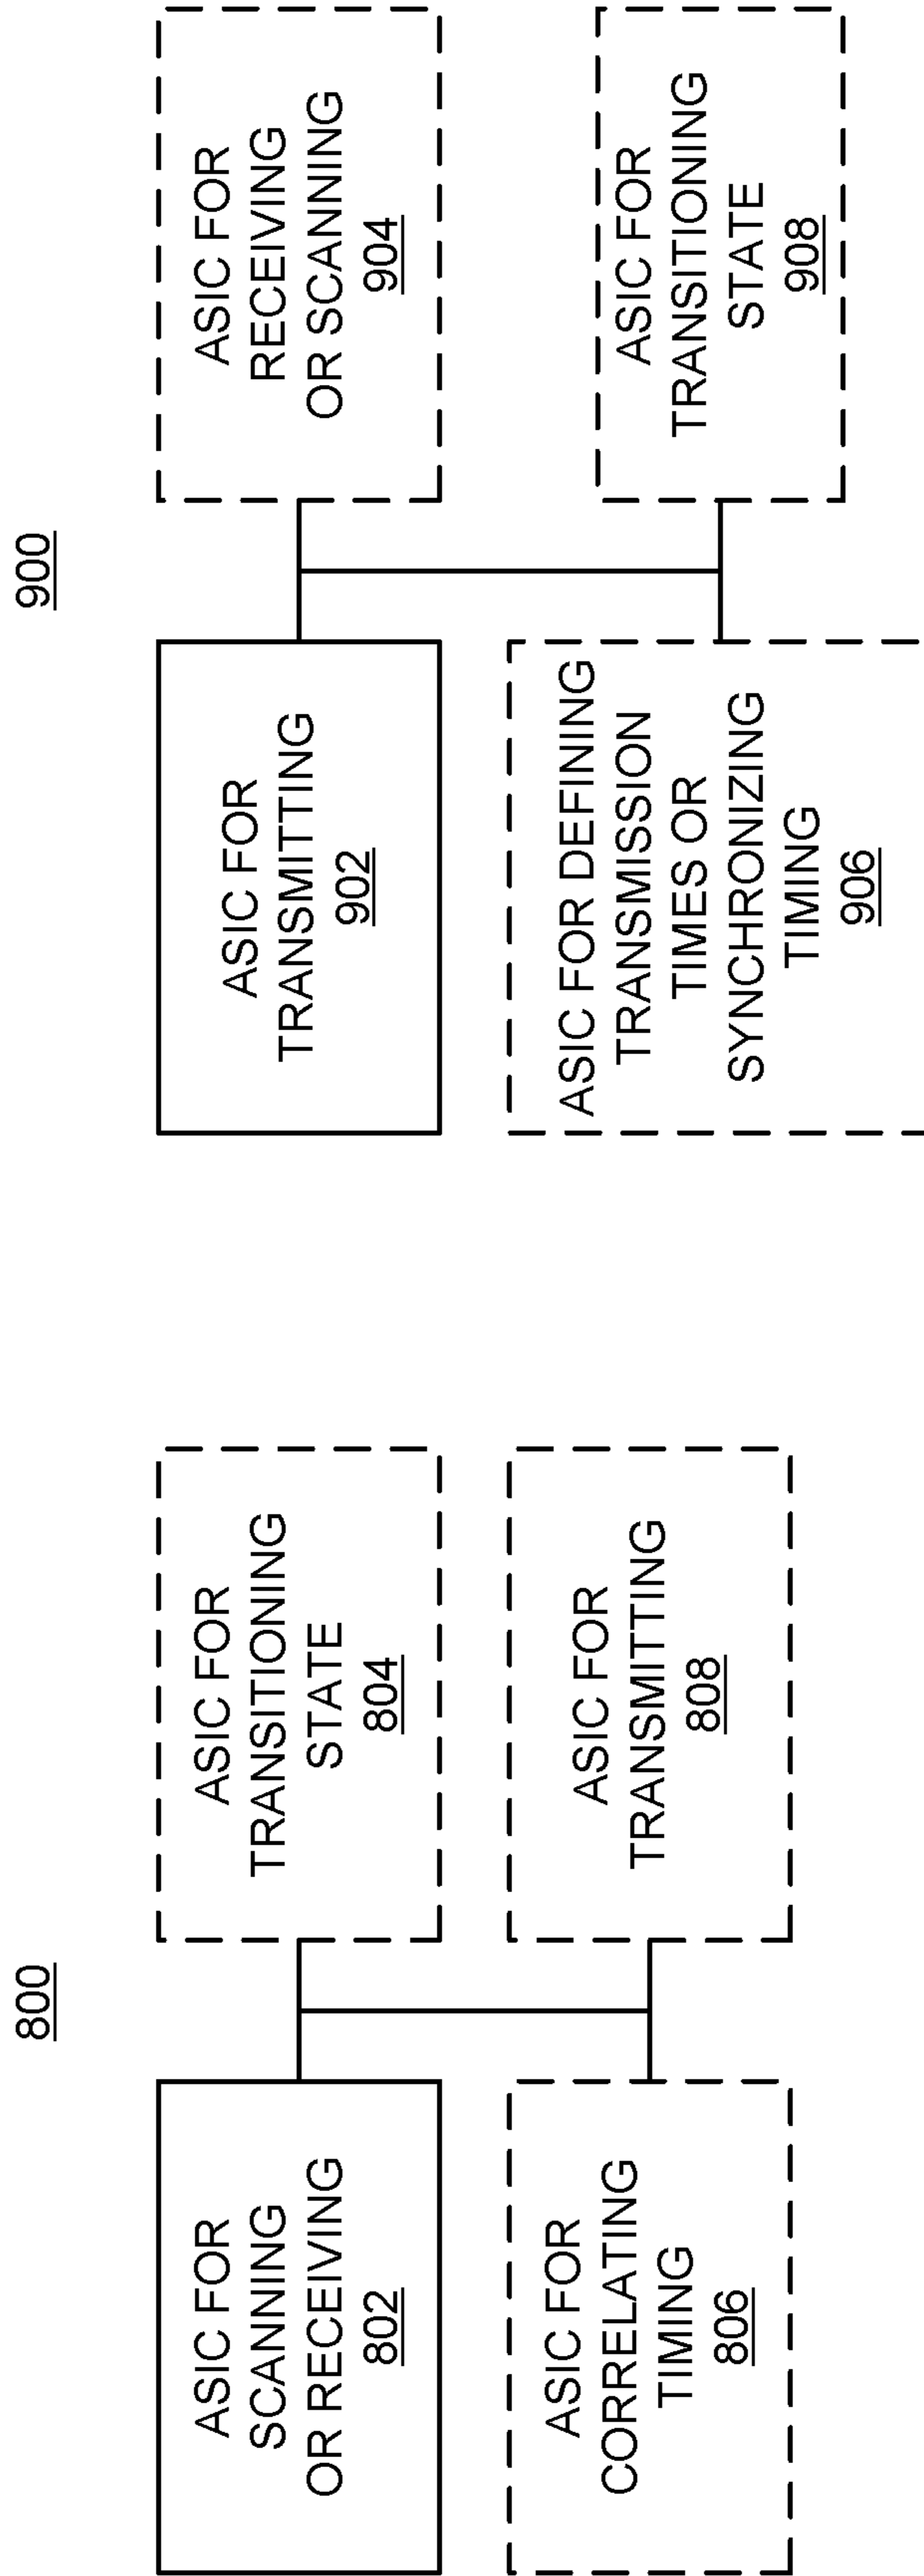 800
ASIC FOR
SCANNING
OR RECEIVING
802
ASIC FOR
TRANSITIONING
STATE
804
ASIC FOR
CORRELATING
TIMING
806
ASIC FOR
TRANSMITTING
808
900
ASIC FOR
TRANSMITTING
902
ASIC FOR
RECEIVING
OR SCANNING
904
ASIC FOR DEFINING
TRANSMISSION
TIMES OR
SYNCHRONIZING
TIMING
906
ASIC FOR
TRANSITIONING
STATE
908